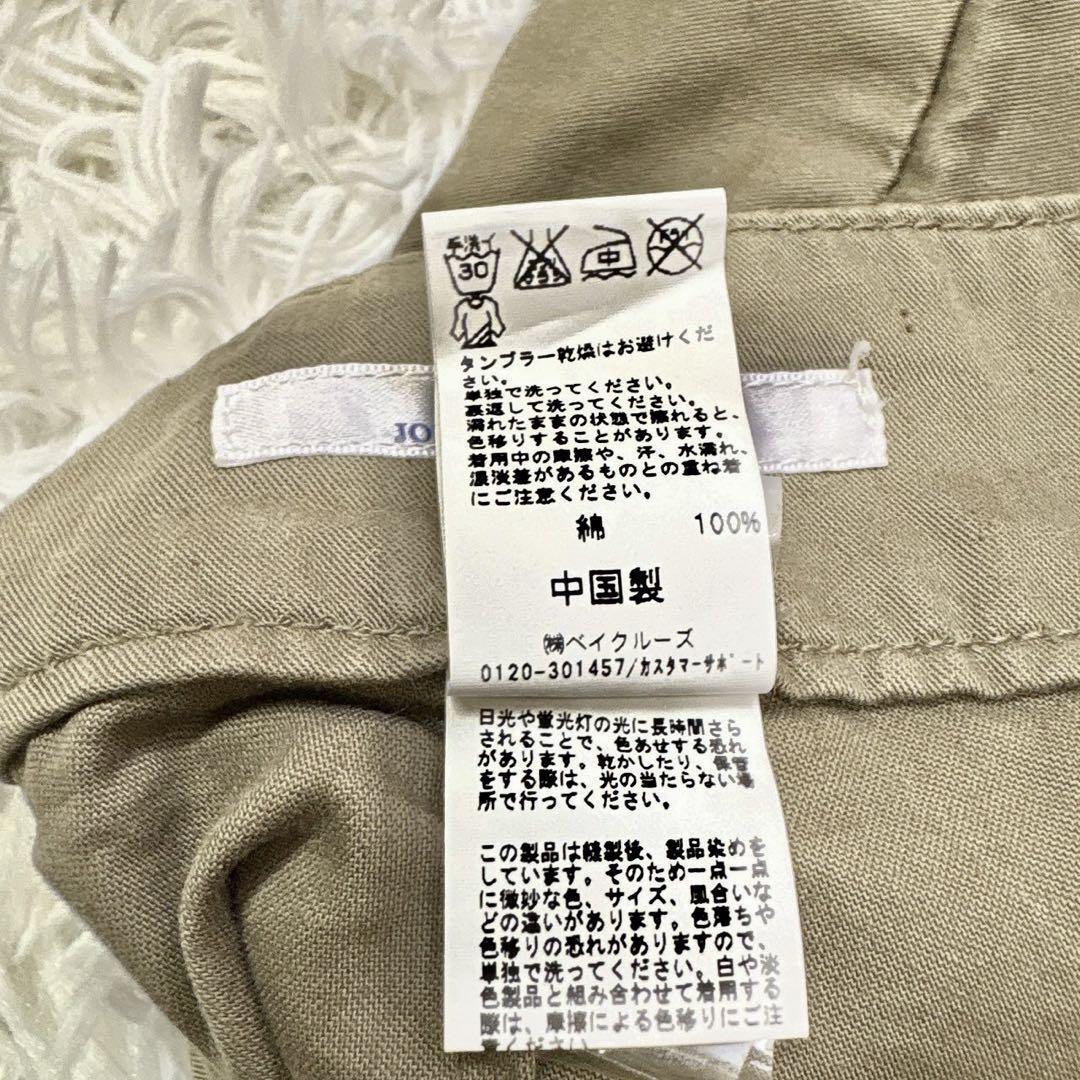 手洗イ
30
中
タンブラー乾燥はお避けくだ
さい。
単独で洗ってください。
裏返して洗ってください。
濡れたままの状態で擦れると、
色移りすることがあります。
着用中の摩擦や、汗、水濡れ、
濃淡差があるものとの重ね着
にご注意ください。
綿 100%
中国製
㈱ベイクルーズ
0120-301457/カスタマーサポート
日光や蛍光灯の光に長時間さら
されることで、色あせする恐れ
があります。乾かしたり、保管
をする際は、光の当たらない場
所で行ってください。
この製品は縫製後、製品染めを
しています。そのため一点一点
に微妙な色、サイズ、風合いな
どの違いがあります。色落ちや
色移りの恐れがありますので、
単独で洗ってください。白や淡
色製品と組み合わせて着用する
際は、摩擦による色移りにご注
意ください。
JO